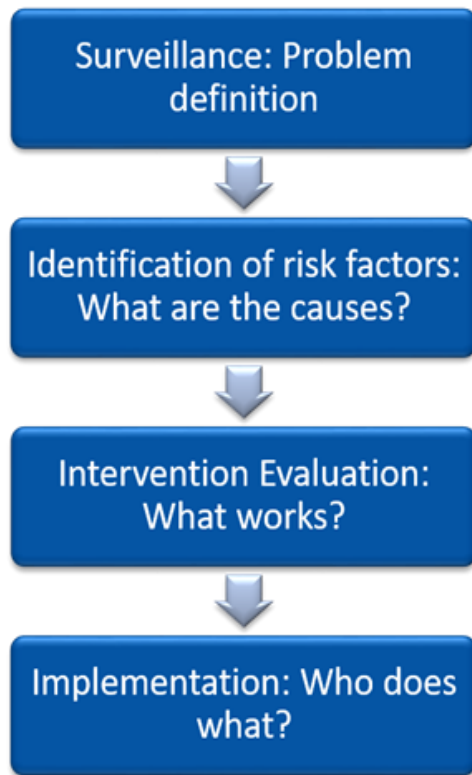 Surveillance: Problem
definition
Identification of risk factors:
What are the causes?
Intervention Evaluation:
What works?
Implementation: Who does
what?